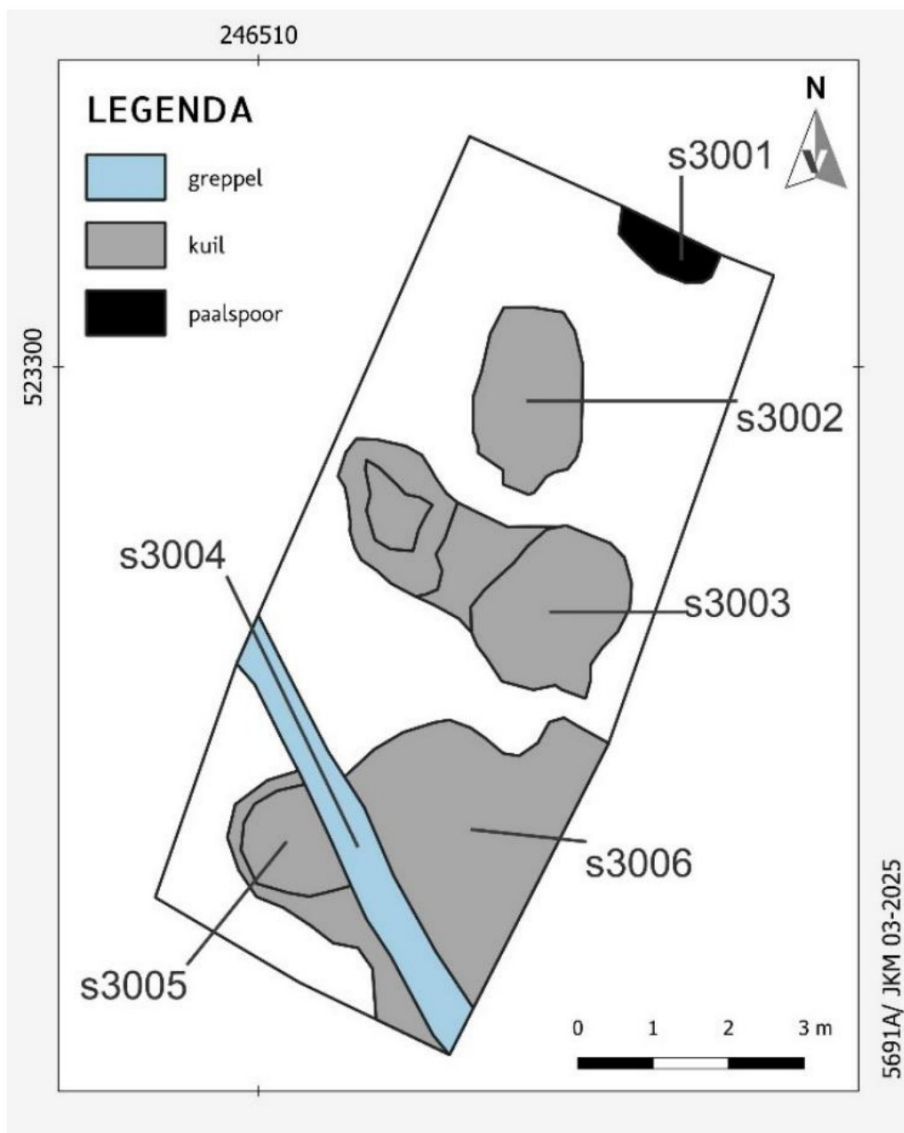 246510
LEGENDA
N
greppel
kuil
paalspoor
s3001
523300
s3002
s3004
s3003
s3006
s3005
0 1 2 3 m
5691A/ JKM 03-2025